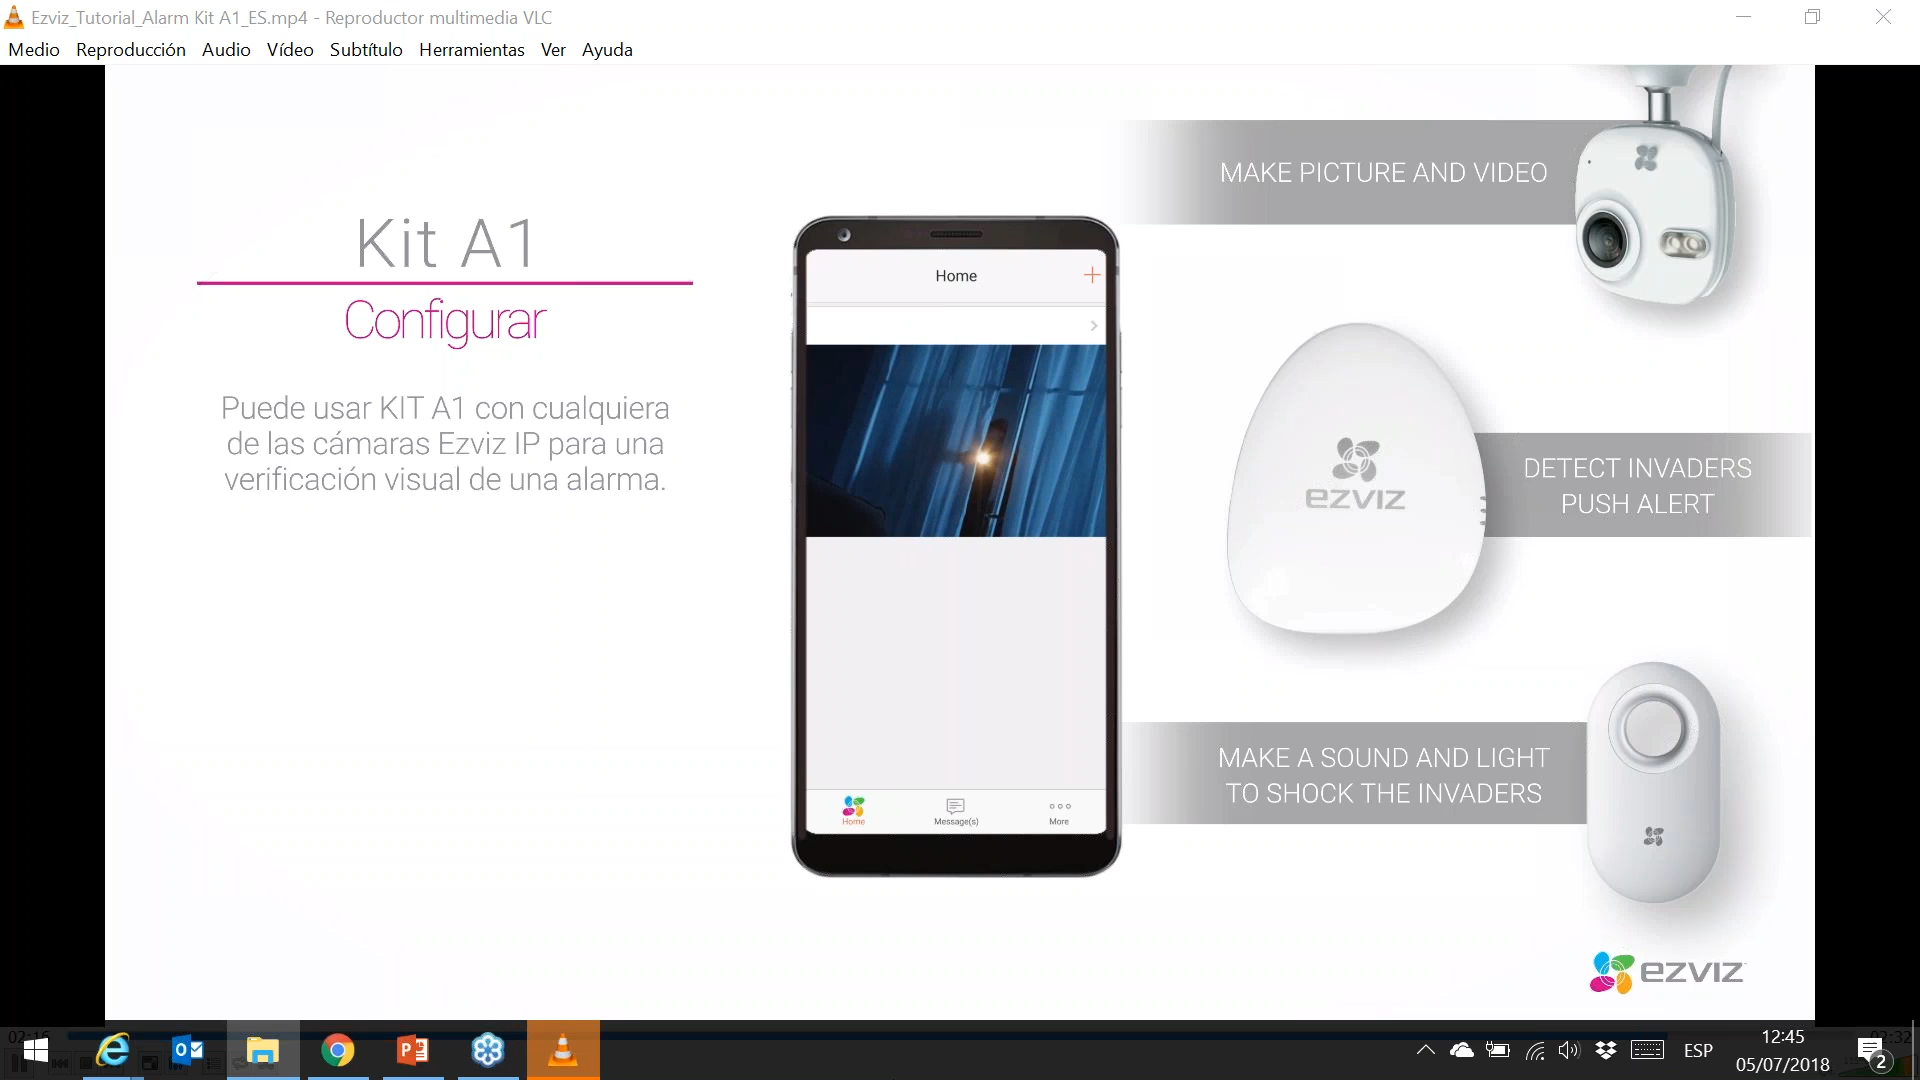 Ezviz_Tutorial_Alarm Kit A1_ES.mp4 - Reproductor multimedia VLC
Medio Reproducción Audio Vídeo Subtítulo Herramientas Ver Ayuda
Kit A1
Configurar
Puede usar KIT A1 con cualquiera
de las cámaras Ezviz IP para una
verificación visual de una alarma.
Home
Home Message(s) More
MAKE PICTURE AND VIDEO
ezviz
DETECT INVADERS
PUSH ALERT
MAKE A SOUND AND LIGHT
TO SHOCK THE INVADERS
ezviz
02:16
ESP
12:45
05/07/2018
2